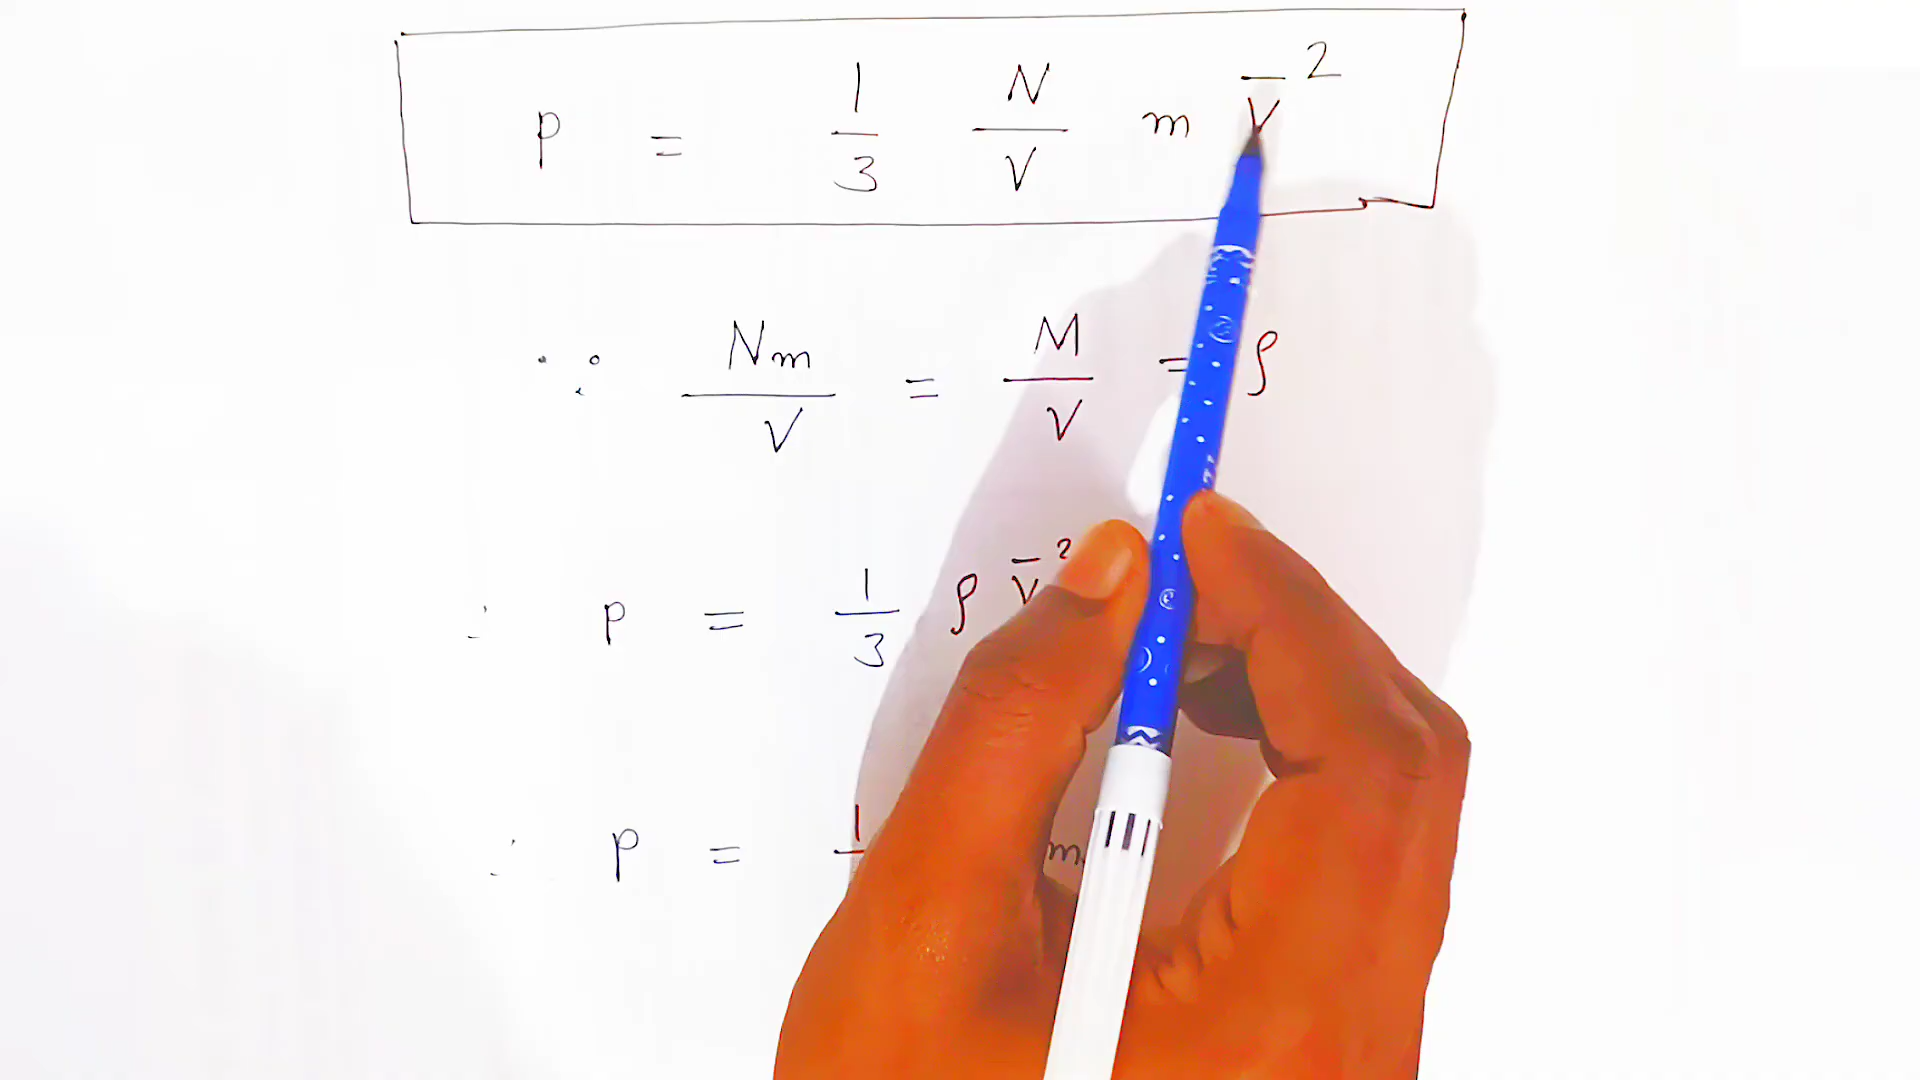 P = 1/3 N/V m v̄²
∵ Nm/V = M/V = ρ
∴ P = 1/3 ρ v̄²
∴ P = 1 m